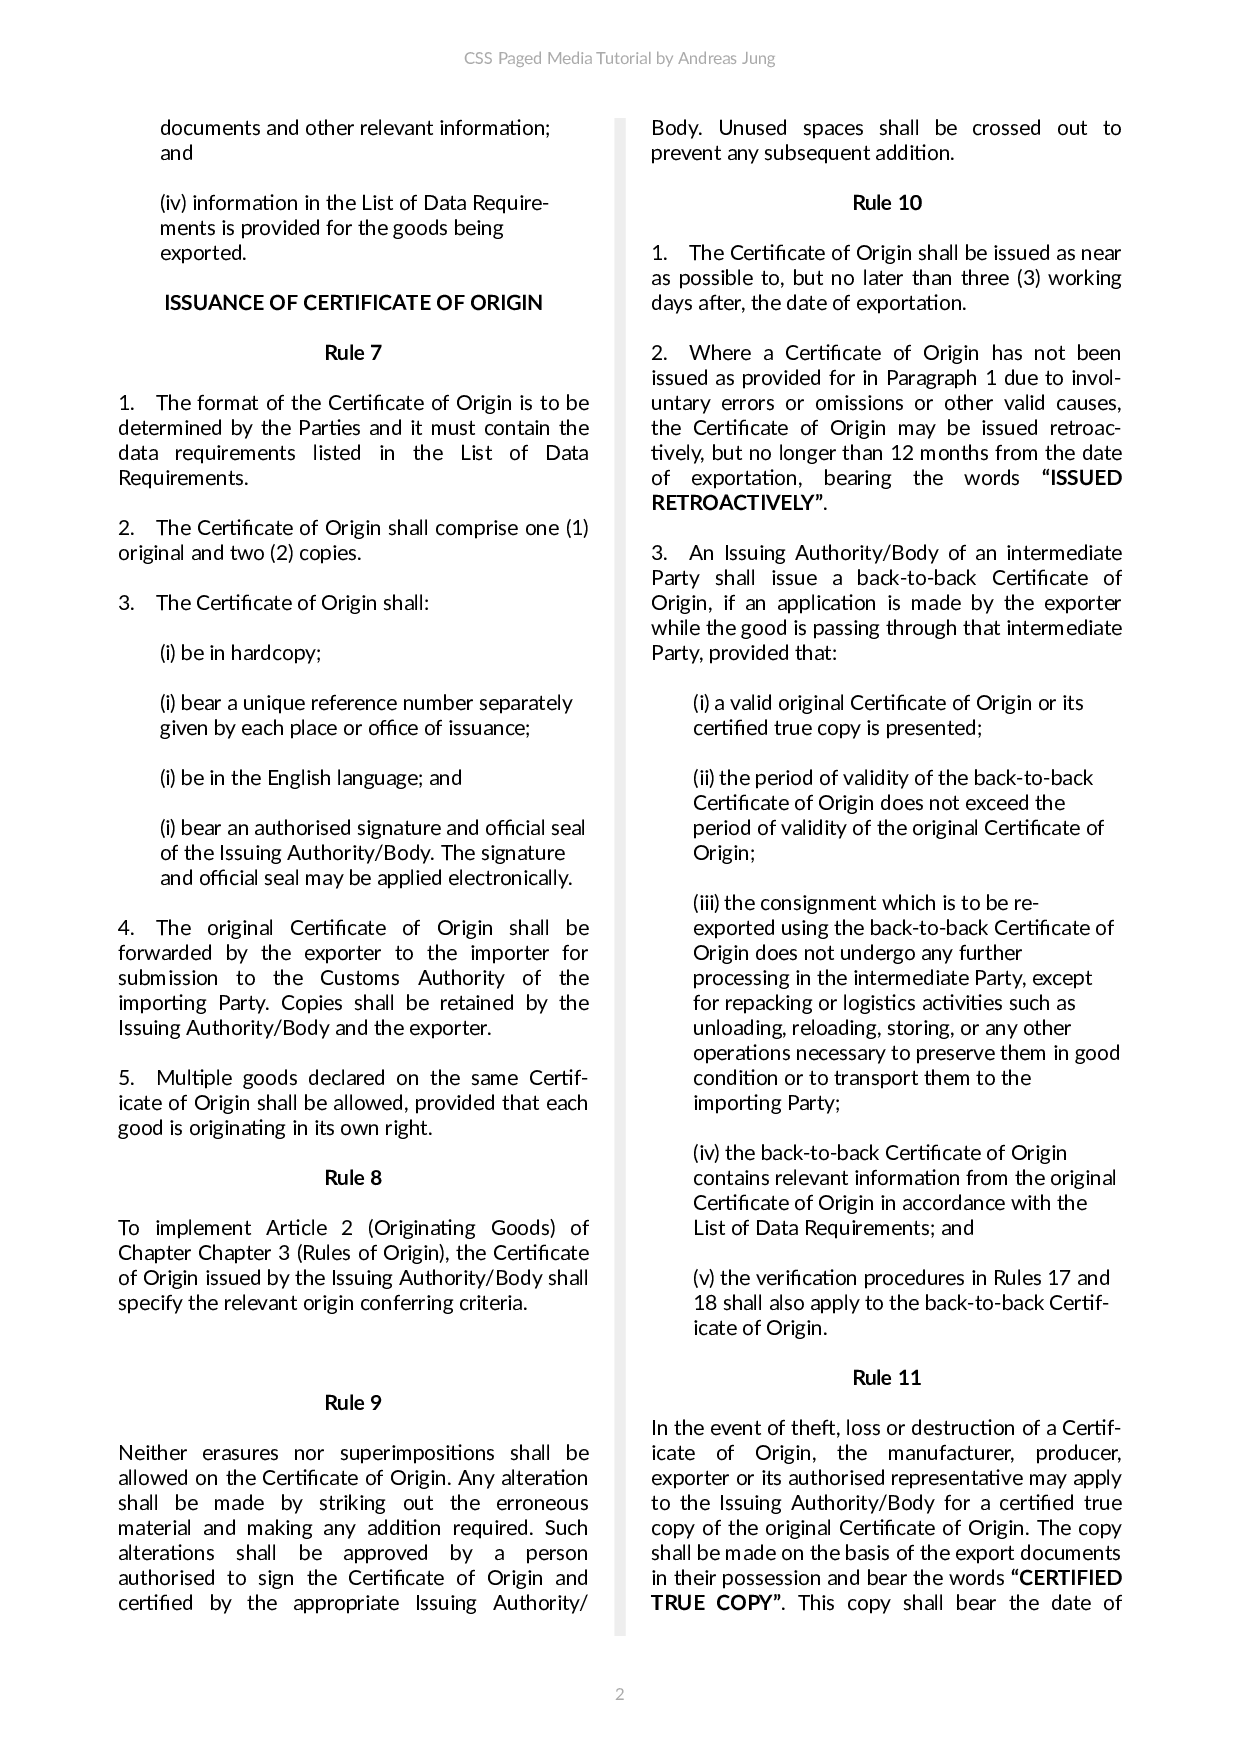 CSS Paged Media Tutorial by Andreas Jung
documents and other relevant information;
and
(iv) information in the List of Data Require-
ments is provided for the goods being
exported.
ISSUANCE OF CERTIFICATE OF ORIGIN
Rule 7
1. The format of the Certificate of Origin is to be
determined by the Parties and it must contain the
data requirements listed in the List of Data
Requirements.
2. The Certificate of Origin shall comprise one (1)
original and two (2) copies.
3. The Certificate of Origin shall:
(i) be in hardcopy;
(i) bear a unique reference number separately
given by each place or office of issuance;
(i) be in the English language; and
(i) bear an authorised signature and official seal
of the Issuing Authority/Body. The signature
and official seal may be applied electronically.
4. The original Certificate of Origin shall be
forwarded by the exporter to the importer for
submission to the Customs Authority of the
importing Party. Copies shall be retained by the
Issuing Authority/Body and the exporter.
5. Multiple goods declared on the same Certif-
icate of Origin shall be allowed, provided that each
good is originating in its own right.
Rule 8
To implement Article 2 (Originating Goods) of
Chapter Chapter 3 (Rules of Origin), the Certificate
of Origin issued by the Issuing Authority/Body shall
specify the relevant origin conferring criteria.
Rule 9
Neither erasures nor superimpositions shall be
allowed on the Certificate of Origin. Any alteration
shall be made by striking out the erroneous
material and making any addition required. Such
alterations shall be approved by a person
authorised to sign the Certificate of Origin and
certified by the appropriate Issuing Authority/
Body. Unused spaces shall be crossed out to
prevent any subsequent addition.
Rule 10
1. The Certificate of Origin shall be issued as near
as possible to, but no later than three (3) working
days after, the date of exportation.
2. Where a Certificate of Origin has not been
issued as provided for in Paragraph 1 due to invol-
untary errors or omissions or other valid causes,
the Certificate of Origin may be issued retroac-
tively, but no longer than 12 months from the date
of exportation, bearing the words “ISSUED
RETROACTIVELY”.
3. An Issuing Authority/Body of an intermediate
Party shall issue a back-to-back Certificate of
Origin, if an application is made by the exporter
while the good is passing through that intermediate
Party, provided that:
(i) a valid original Certificate of Origin or its
certified true copy is presented;
(ii) the period of validity of the back-to-back
Certificate of Origin does not exceed the
period of validity of the original Certificate of
Origin;
(iii) the consignment which is to be re-
exported using the back-to-back Certificate of
Origin does not undergo any further
processing in the intermediate Party, except
for repacking or logistics activities such as
unloading, reloading, storing, or any other
operations necessary to preserve them in good
condition or to transport them to the
importing Party;
(iv) the back-to-back Certificate of Origin
contains relevant information from the original
Certificate of Origin in accordance with the
List of Data Requirements; and
(v) the verification procedures in Rules 17 and
18 shall also apply to the back-to-back Certif-
icate of Origin.
Rule 11
In the event of theft, loss or destruction of a Certif-
icate of Origin, the manufacturer, producer,
exporter or its authorised representative may apply
to the Issuing Authority/Body for a certified true
copy of the original Certificate of Origin. The copy
shall be made on the basis of the export documents
in their possession and bear the words “CERTIFIED
TRUE COPY”. This copy shall bear the date of
2